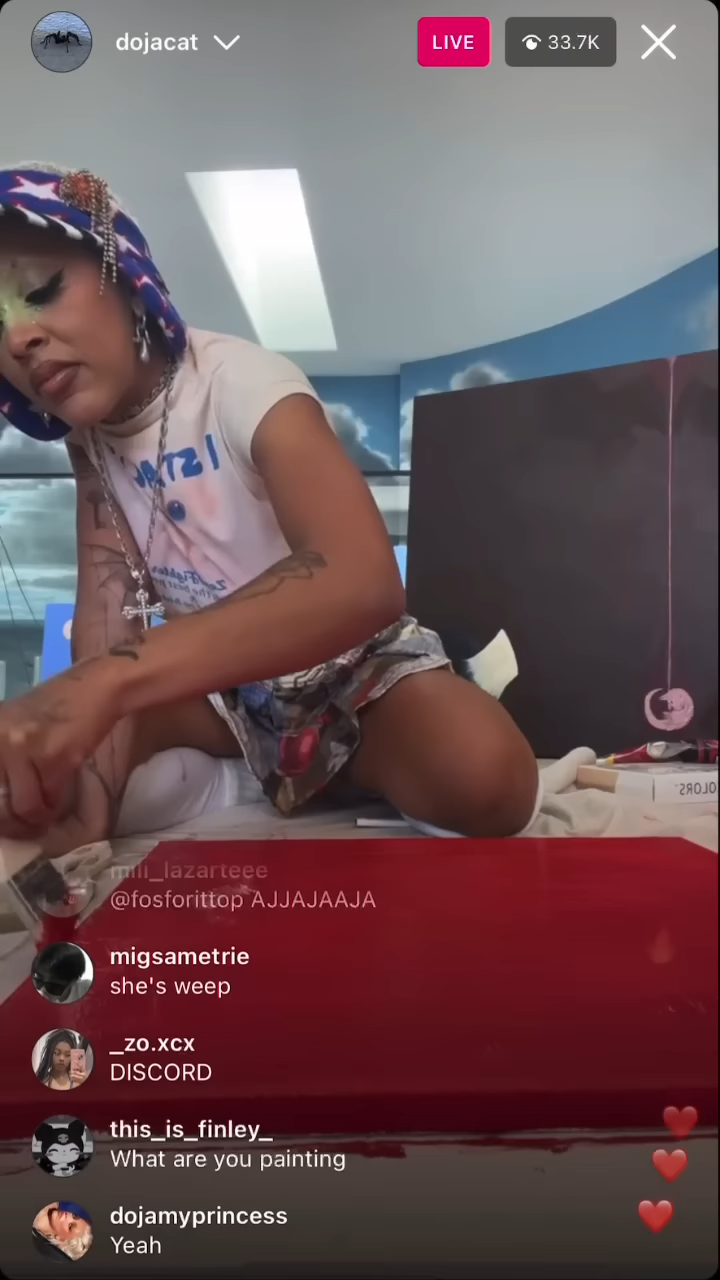 dojacat
LIVE
33.7K
mili_lazarteee
@fosforittop AJJAJAAJA
migsametrie
she's weep
_zo.xcx
DISCORD
this_is_finley_
What are you painting
dojamyprincess
Yeah